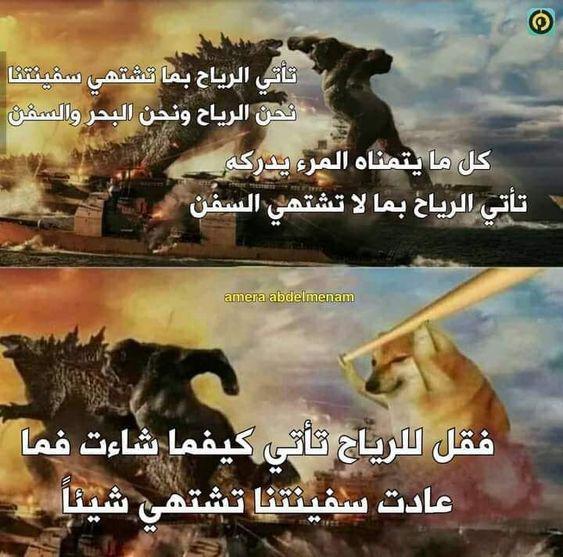 تأتي الرياح بما تشتهي سفينتنا
نحن الرياح ونحن البحر والسفن
كل ما يتمناه المرء يدركه
تأتي الرياح بما لا تشتهي السفن
amera abdelmenam
فقل للرياح تأتي كيفما شاءت فما
عادت سفينتنا تشتهي شيئاً